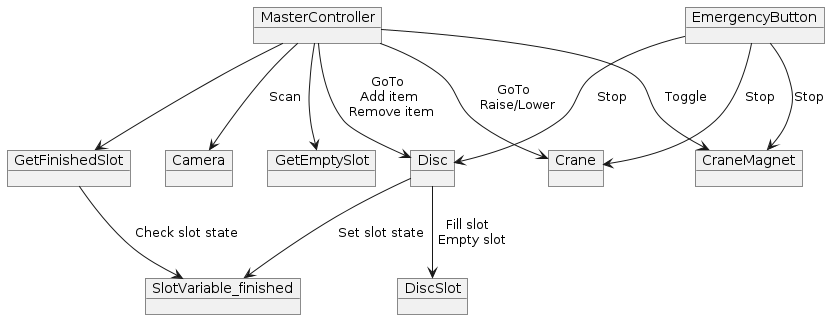 MasterController
EmergencyButton
Scan
GoTo
Add item
Remove item
GoTo
Raise/Lower
Stop
Toggle
Stop
Stop
GetFinishedSlot
Camera
GetEmptySlot
Disc
Crane
CraneMagnet
Check slot state
Set slot state
Fill slot
Empty slot
SlotVariable_finished
DiscSlot